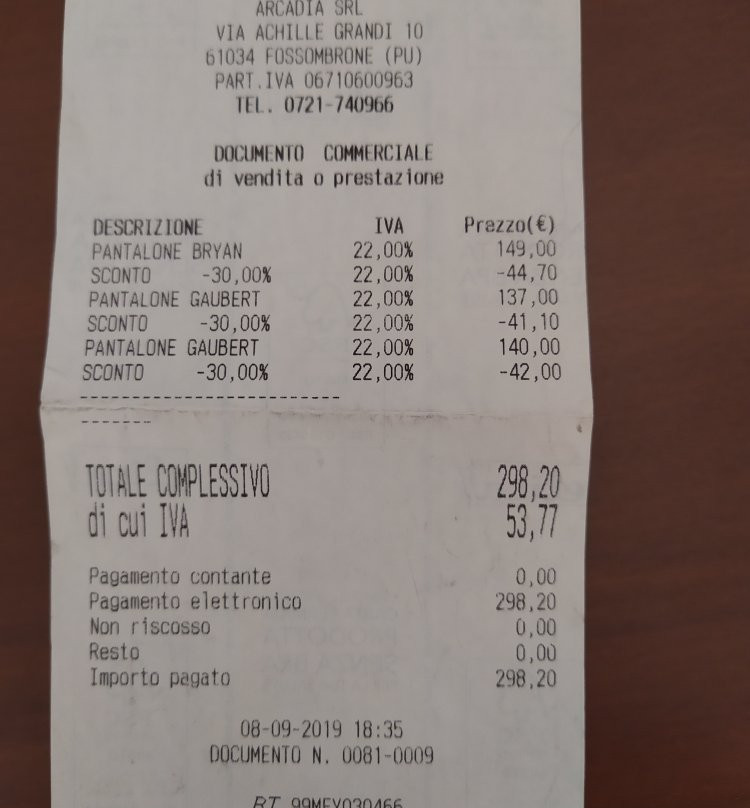 ARCADIA SRL
VIA ACHILLE GRANDI 10
61034 FOSSOMBRONE (PU)
PART.IVA 06710600963
TEL. 0721-740966
DOCUMENTO COMMERCIALE
di vendita o prestazione
DESCRIZIONE IVA Prezzo(€)
PANTALONE BRYAN 22,00% 149,00
SCONTO -30,00% 22,00% -44,70
PANTALONE GAUBERT 22,00% 137,00
SCONTO -30,00% 22,00% -41,10
PANTALONE GAUBERT 22,00% 140,00
SCONTO -30,00% 22,00% -42,00
TOTALE COMPLESSIVO 298,20
di cui IVA 53,77
Pagamento contante 0,00
Pagamento elettronico 298,20
Non riscosso 0,00
Resto 0,00
Importo pagato 298,20
08-09-2019 18:35
DOCUMENTO N. 0081-0009
RT 99MEY030466